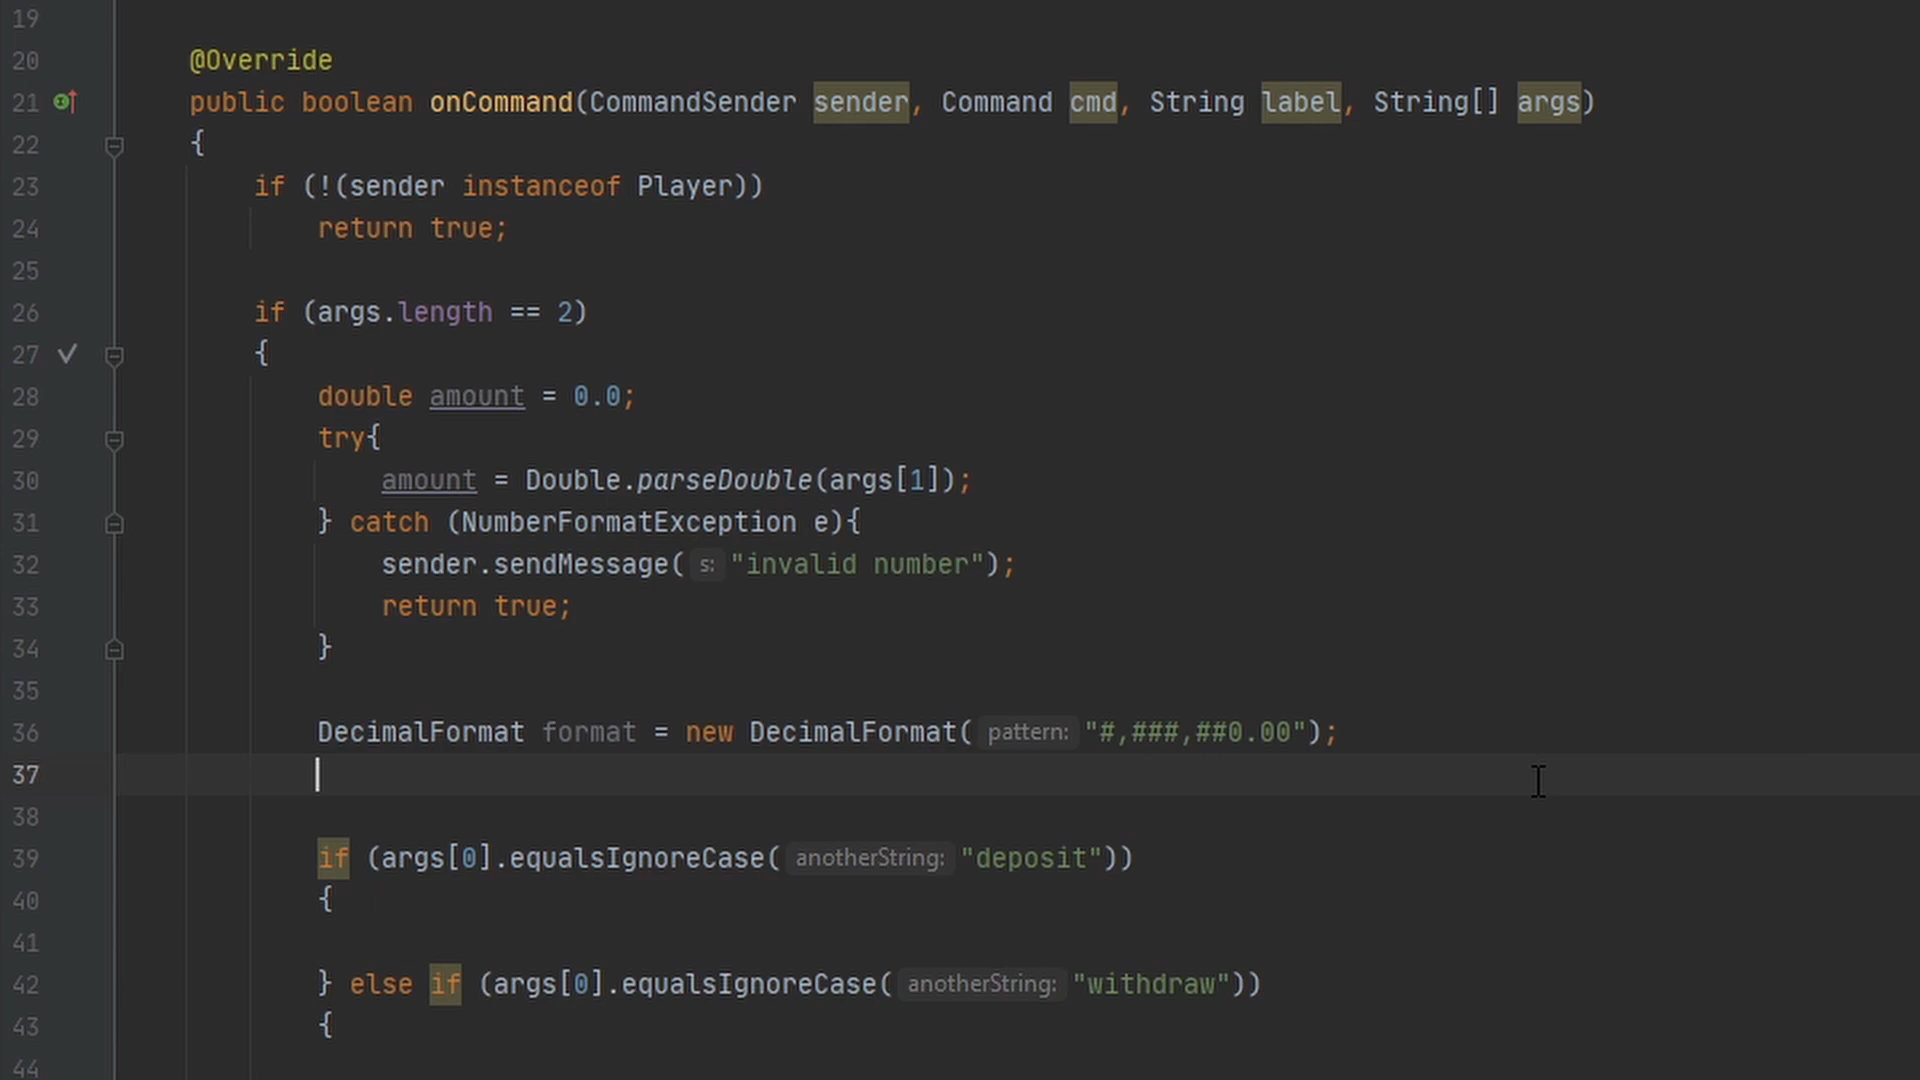 19
20 @Override
21 public boolean onCommand(CommandSender sender, Command cmd, String label, String[] args)
22 {
23 if (!(sender instanceof Player))
24 return true;
25
26 if (args.length == 2)
27 {
28 double amount = 0.0;
29 try{
30 amount = Double.parseDouble(args[1]);
31 } catch (NumberFormatException e){
32 sender.sendMessage( s: "invalid number");
33 return true;
34 }
35
36 DecimalFormat format = new DecimalFormat( pattern: "#,###,##0.00");
37
38
39 if (args[0].equalsIgnoreCase( anotherString: "deposit"))
40 {
41
42 } else if (args[0].equalsIgnoreCase( anotherString: "withdraw"))
43 {
44